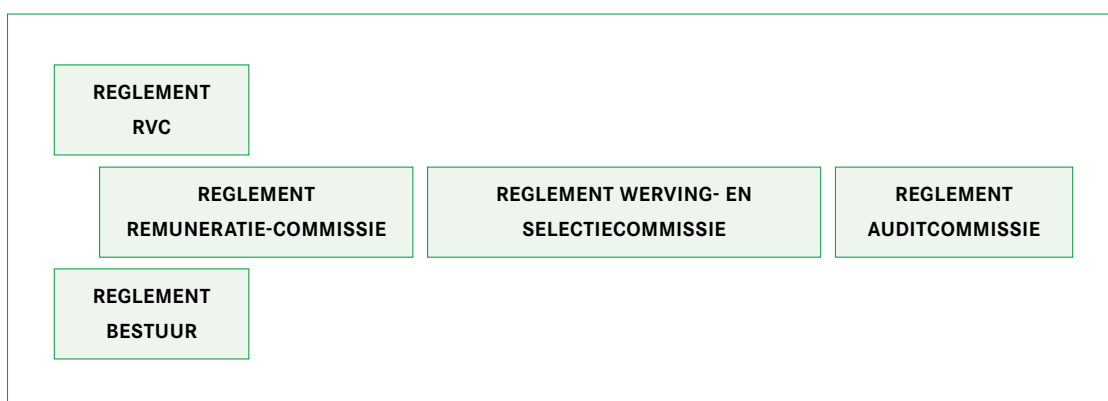 REGLEMENT
RVC
REGLEMENT
REMUNERATIE-COMMISSIE
REGLEMENT WERVING- EN
SELECTIECOMMISSIE
REGLEMENT
AUDITCOMMISSIE
REGLEMENT
BESTUUR